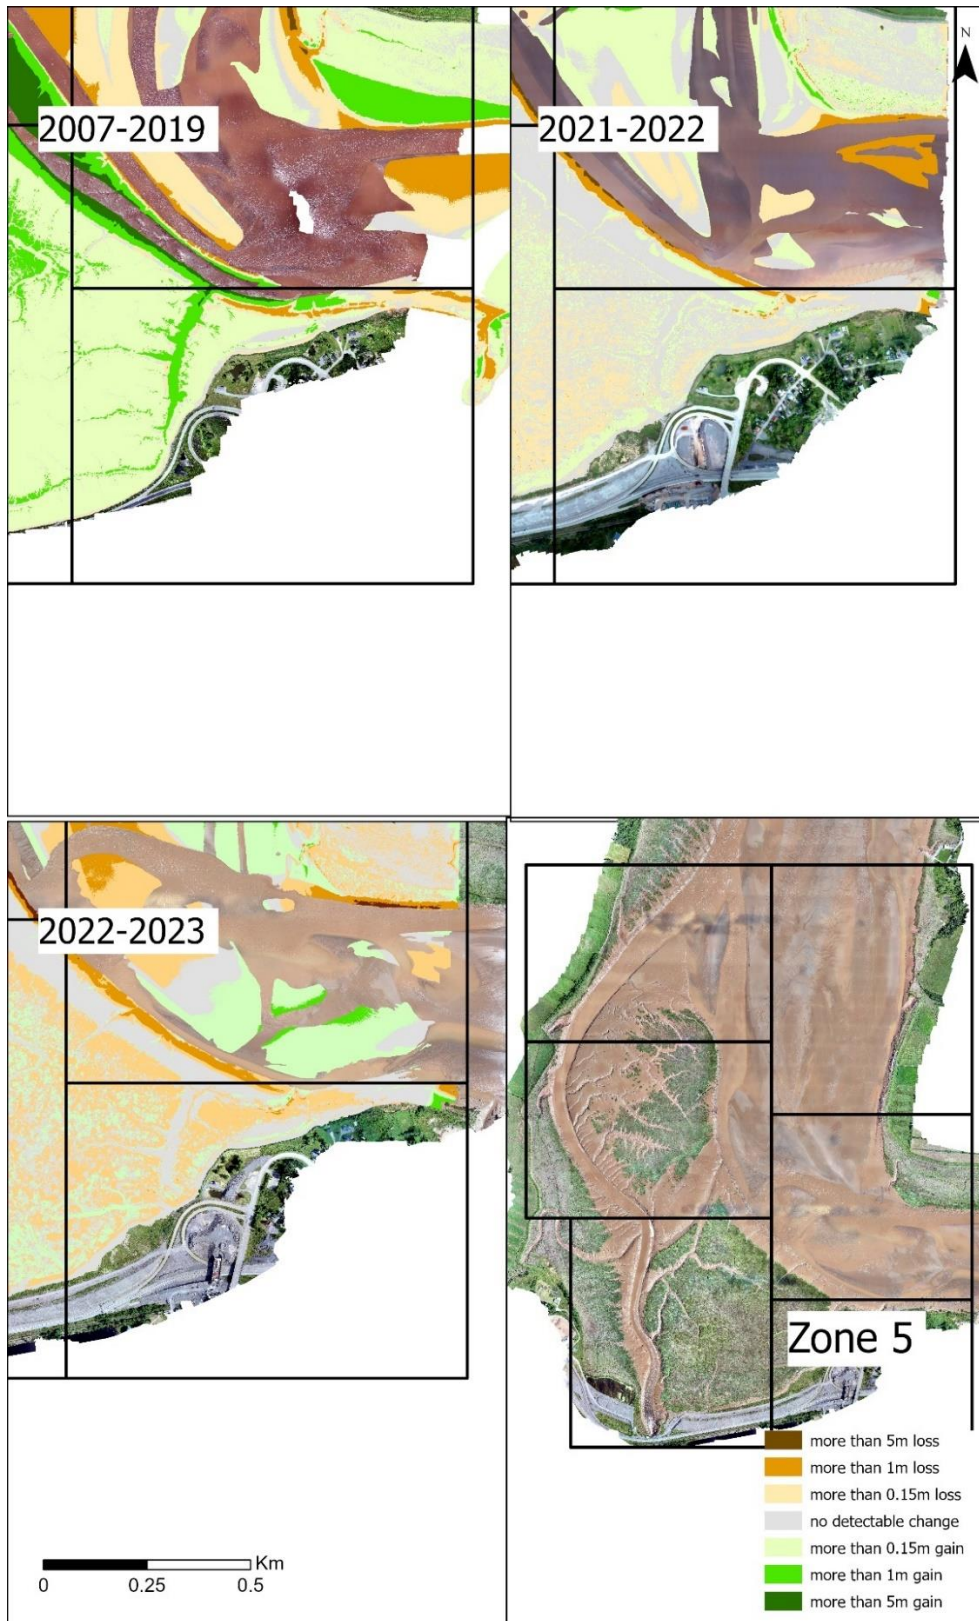 N
2007-2019
2021-2022
2022-2023
Zone 5
more than 5m loss
more than 1m loss
more than 0.15m loss
no detectable change
more than 0.15m gain
more than 1m gain
more than 5m gain
Km
0 0.25 0.5